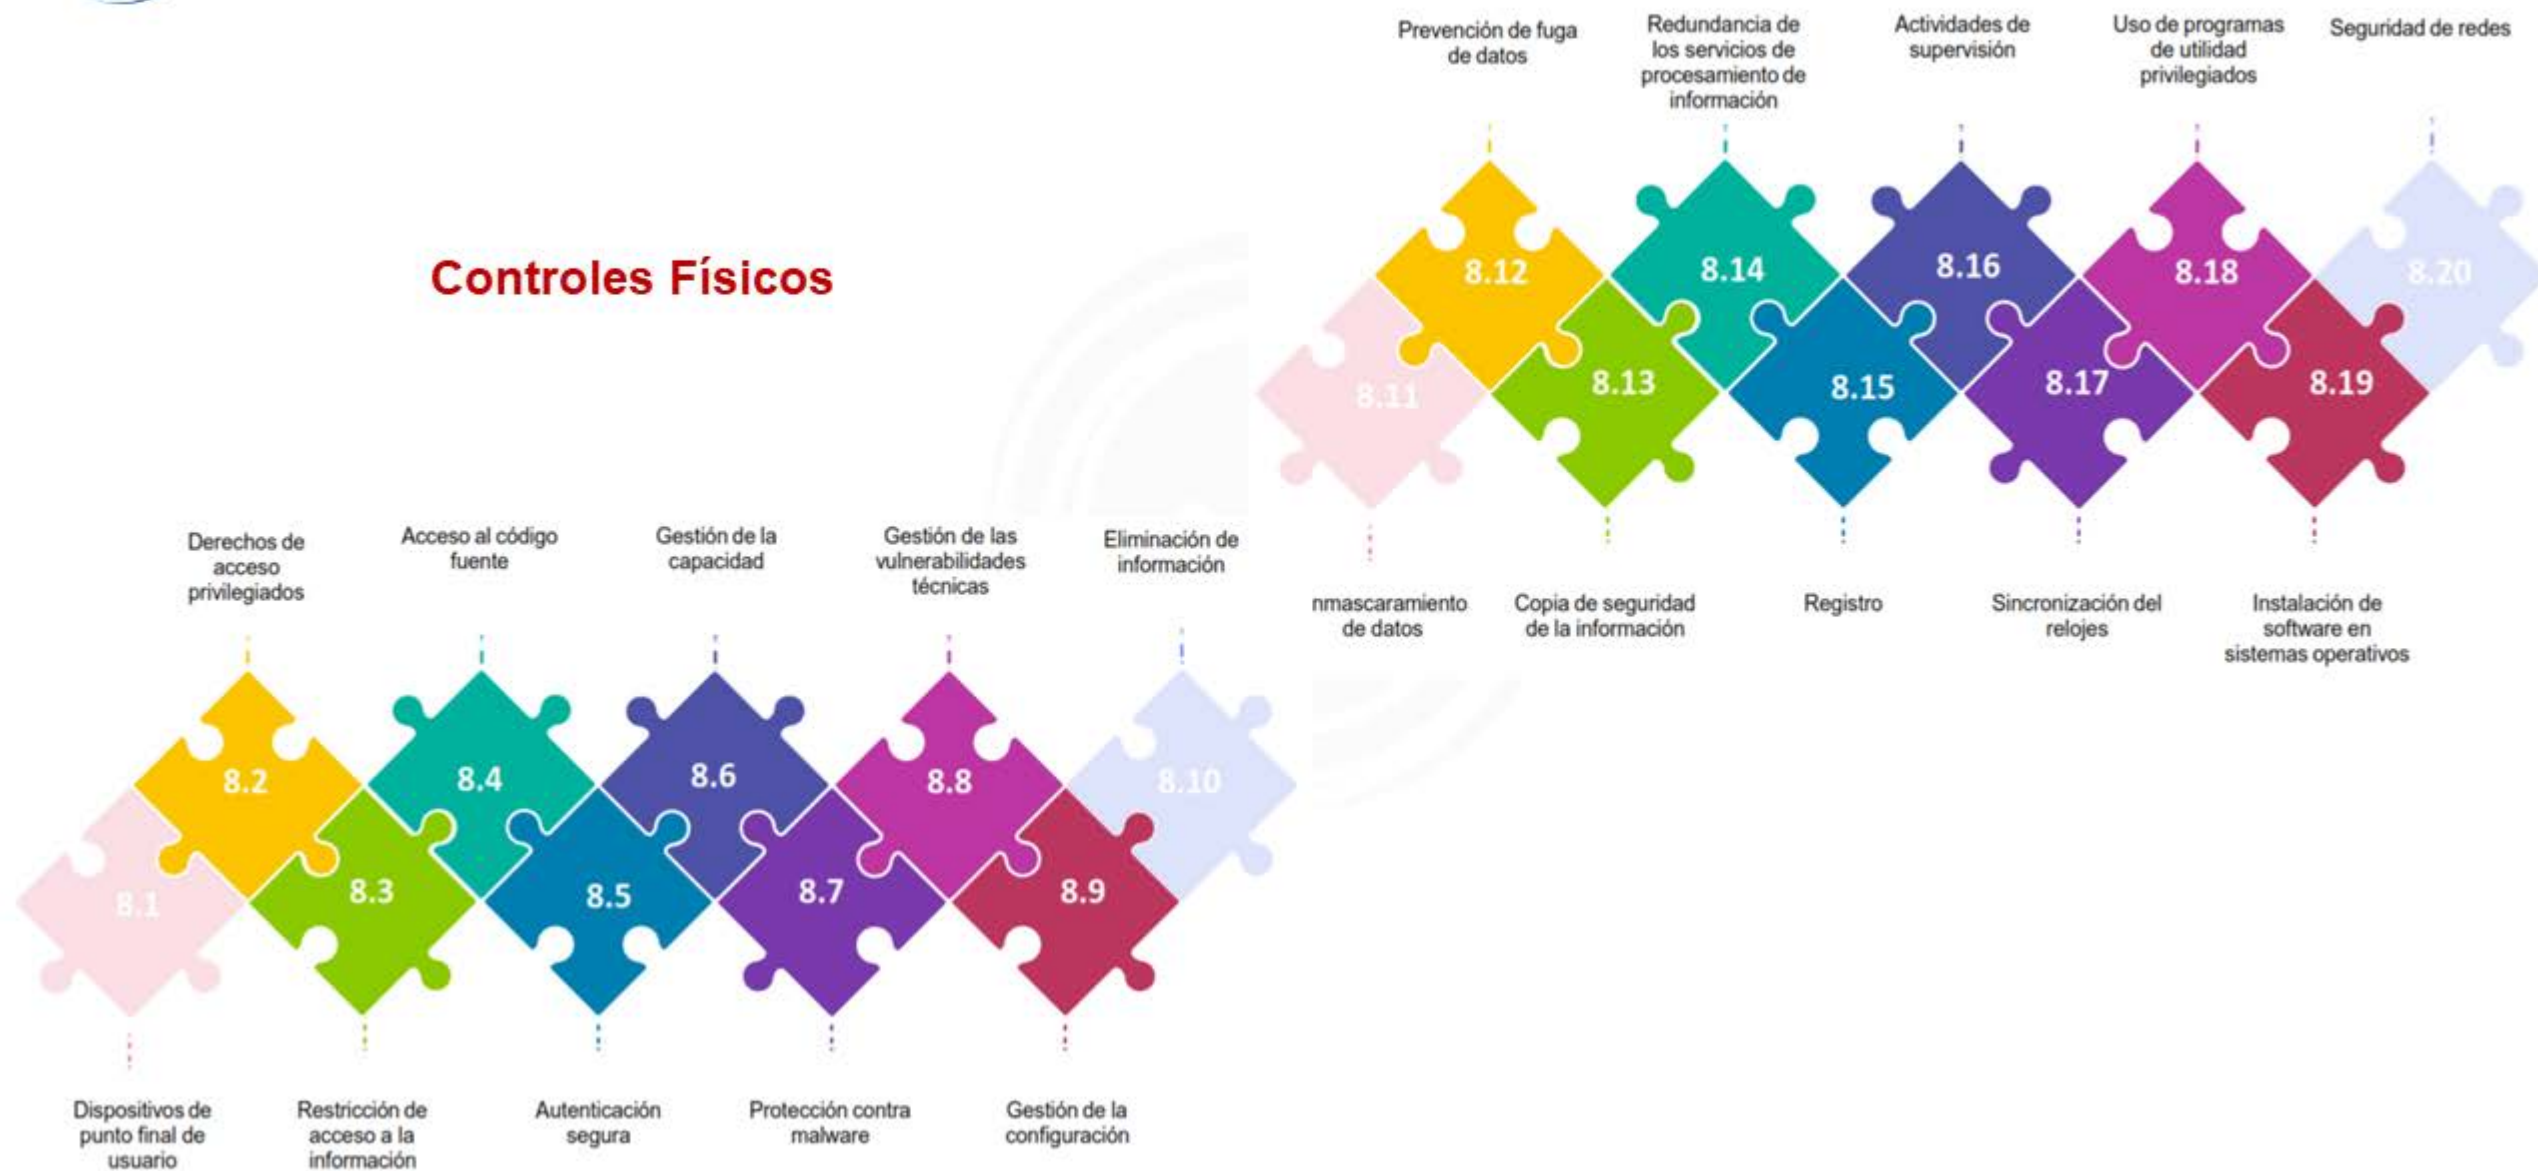 Controles Físicos
Derechos de
acceso
privilegiados
Acceso al código
fuente
Gestión de la
capacidad
Gestión de las
vulnerabilidades
técnicas
Eliminación de
información
8.1
8.2
8.3
8.4
8.5
8.6
8.7
8.8
8.9
8.10
Dispositivos de
punto final de
usuario
Restricción de
acceso a la
información
Autenticación
segura
Protección contra
malware
Gestión de la
configuración
Prevención de fuga
de datos
Redundancia de
los servicios de
procesamiento de
información
Actividades de
supervisión
Uso de programas
de utilidad
privilegiados
Seguridad de redes
8.11
8.12
8.13
8.14
8.15
8.16
8.17
8.18
8.19
8.20
nmascaramiento
de datos
Copia de seguridad
de la información
Registro
Sincronización del
relojes
Instalación de
software en
sistemas operativos